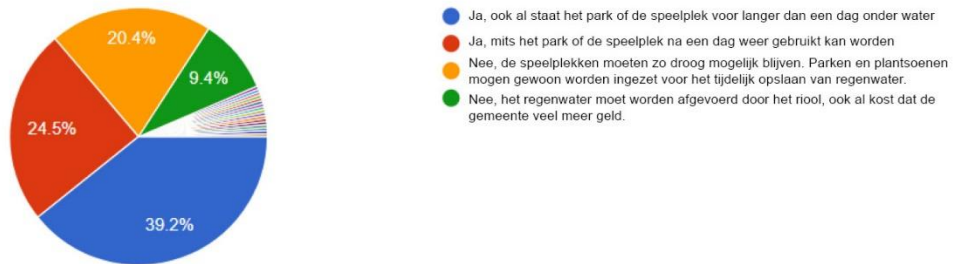 20.4%
9.4%
24.5%
39.2%
Ja, ook al staat het park of de speelplek voor langer dan een dag onder water
Ja, mits het park of de speelplek na een dag weer gebruikt kan worden
Nee, de speelplekken moeten zo droog mogelijk blijven. Parken en plantsoenen
mogen gewoon worden ingezet voor het tijdelijk opslaan van regenwater.
Nee, het regenwater moet worden afgevoerd door het riool, ook al kost dat de
gemeente veel meer geld.